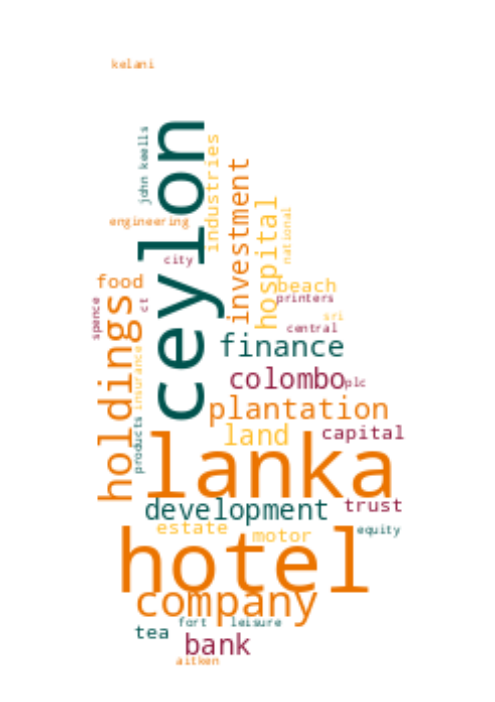 kelani
ceylon
john keells
industries
engineering
investment
hospital
national
city
food
beach
printers
ct
spence
holdings
sri
central
finance
insurance
colombo
plc
plantation
products
land
capital
lanka
development
trust
estate
motor
equity
hotel
company
fort
leisure
tea
bank
aitken